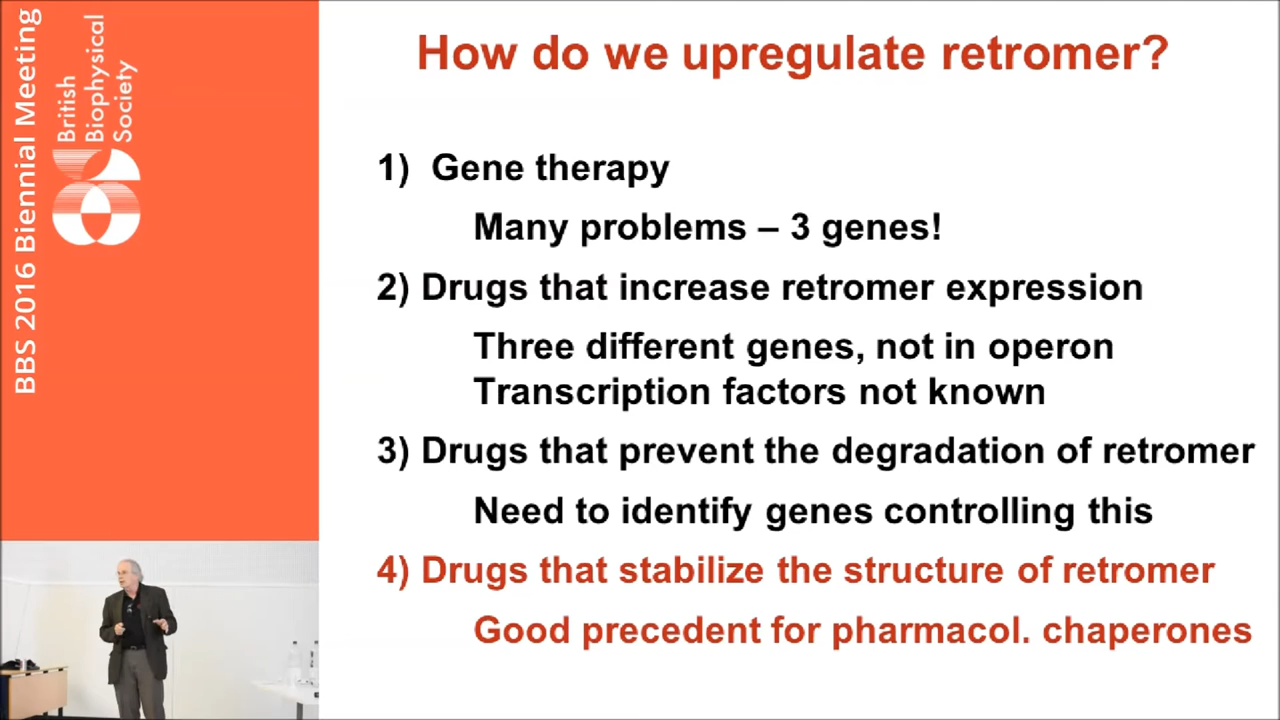 BBS 2016 Biennial Meeting
British
Biophysical
Society
How do we upregulate retromer?
1) Gene therapy
Many problems – 3 genes!
2) Drugs that increase retromer expression
Three different genes, not in operon
Transcription factors not known
3) Drugs that prevent the degradation of retromer
Need to identify genes controlling this
4) Drugs that stabilize the structure of retromer
Good precedent for pharmacol. chaperones